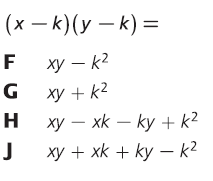 (x − k)(y − k) =
F xy − k²
G xy + k²
H xy − xk − ky + k²
J xy + xk + ky − k²